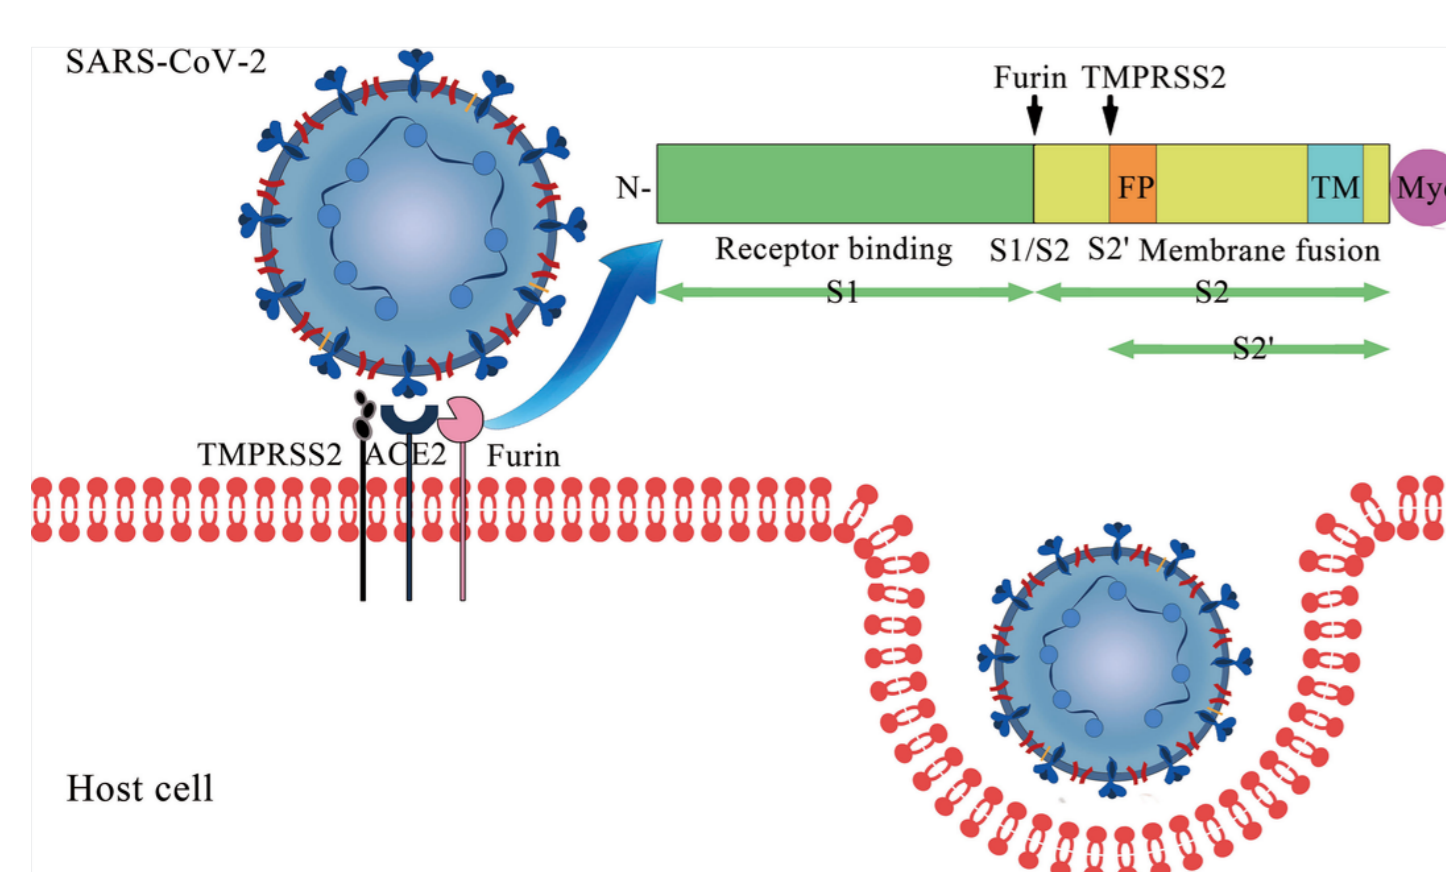 SARS-CoV-2
Furin TMPRSS2
N-
FP
TM
Receptor binding S1/S2 S2' Membrane fusion
S1
S2
S2'
TMPRSS2 ACE2 Furin
Host cell